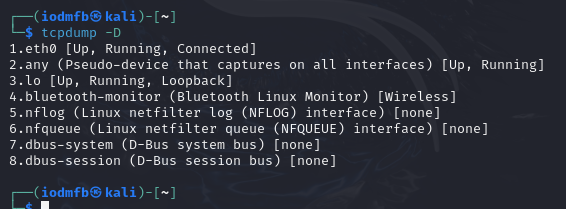 ┌──(iodmfb㉿kali)-[~]
└─$ tcpdump -D
1.eth0 [Up, Running, Connected]
2.any (Pseudo-device that captures on all interfaces) [Up, Running]
3.lo [Up, Running, Loopback]
4.bluetooth-monitor (Bluetooth Linux Monitor) [Wireless]
5.nflog (Linux netfilter log (NFLOG) interface) [none]
6.nfqueue (Linux netfilter queue (NFQUEUE) interface) [none]
7.dbus-system (D-Bus system bus) [none]
8.dbus-session (D-Bus session bus) [none]
┌──(iodmfb㉿kali)-[~]
└─$